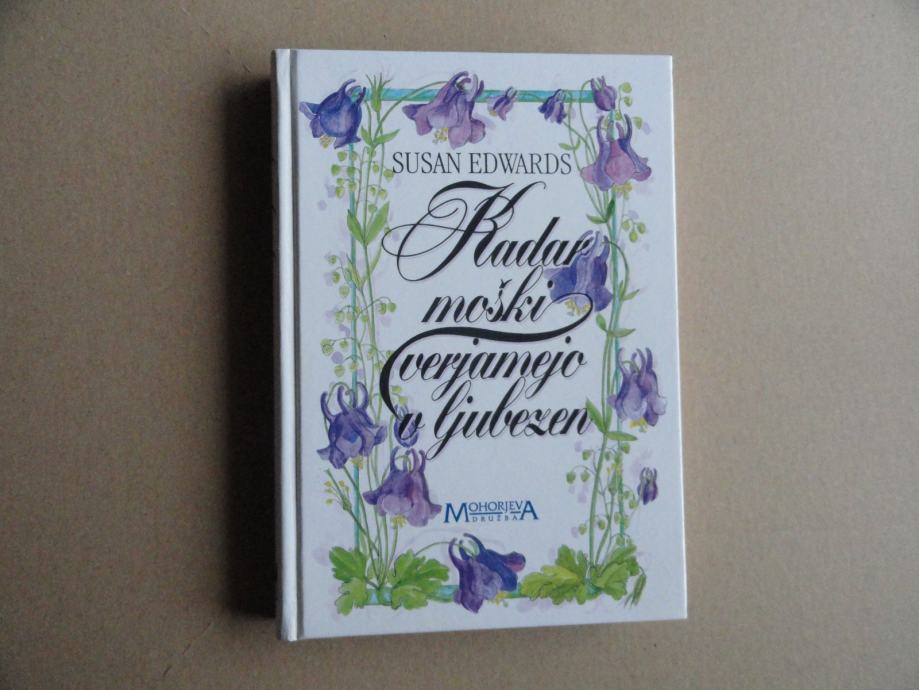 SUSAN EDWARDS
Kadar
moški
verjamejo
v ljubezen
MOHORJEVA
DRUŽBA